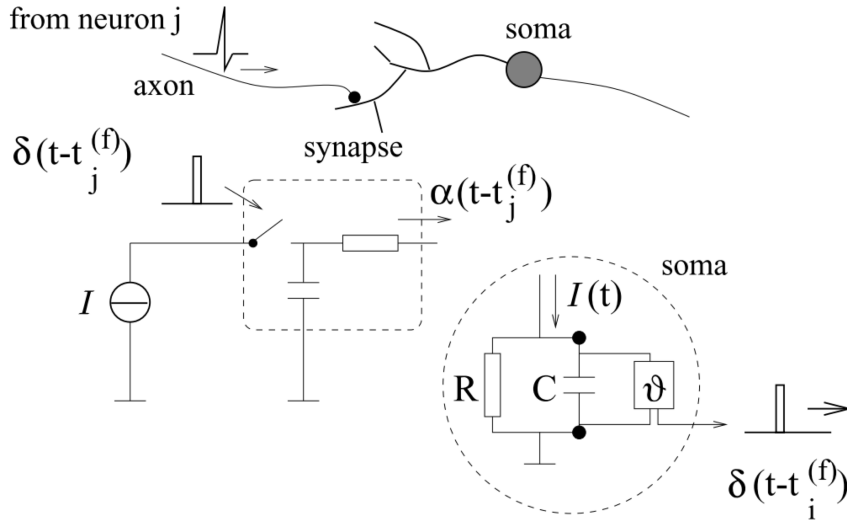 from neuron j
soma
axon
synapse
δ(t-t_j^(f))
α(t-t_j^(f))
soma
I
I(t)
R
C
ϑ
δ(t-t_i^(f))